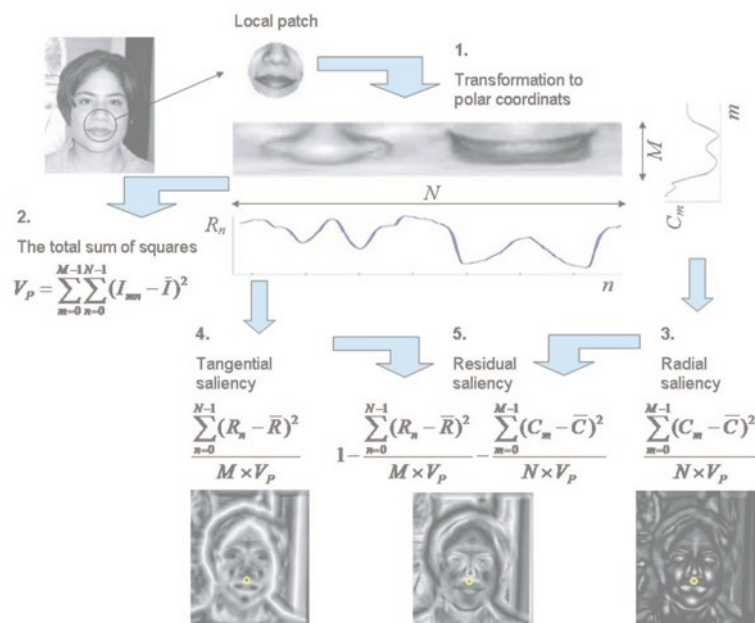 Local patch
1.
Transformation to
polar coordinats
m
M
C_m
N
2.
The total sum of squares
V_P = \sum_{m=0}^{M-1} \sum_{n=0}^{N-1} (I_{mn} - \bar{I})^2
R_n
n
4.
Tangential
saliency
\frac{\sum_{n=0}^{N-1} (R_n - \bar{R})^2}{M \times V_P}
5.
Residual
saliency
1 - \frac{\sum_{n=0}^{N-1} (R_n - \bar{R})^2}{M \times V_P} - \frac{\sum_{m=0}^{M-1} (C_m - \bar{C})^2}{N \times V_P}
3.
Radial
saliency
\frac{\sum_{m=0}^{M-1} (C_m - \bar{C})^2}{N \times V_P}